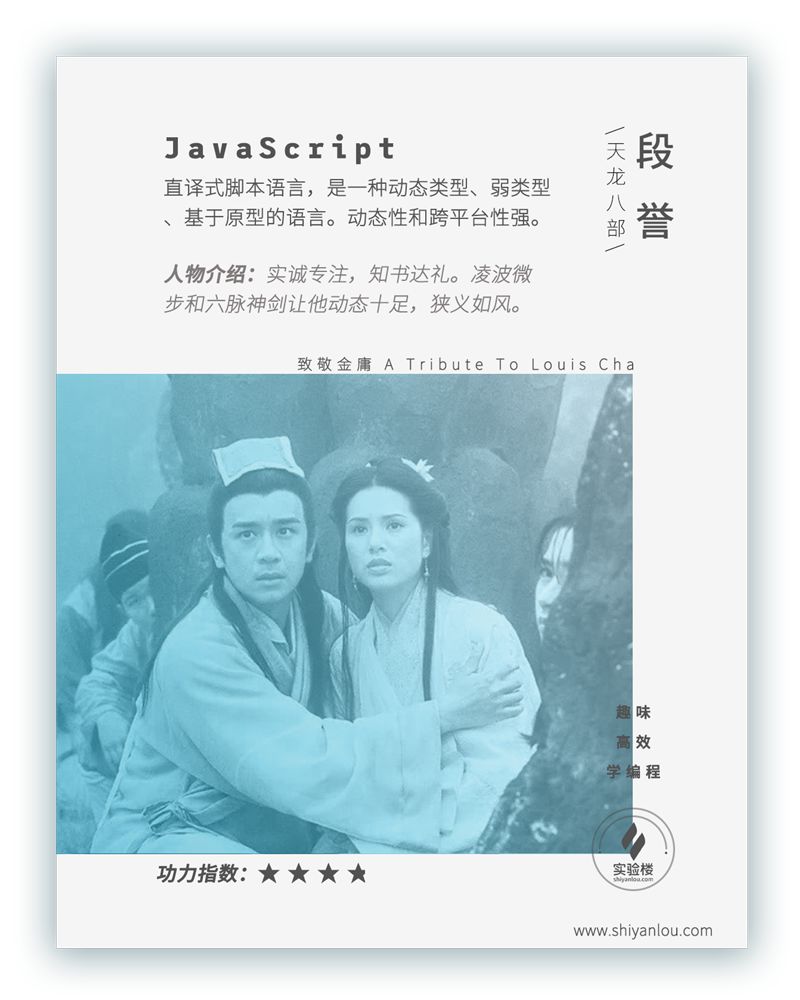 JavaScript
直译式脚本语言，是一种动态类型、弱类型
、基于原型的语言。动态性和跨平台性强。
人物介绍：实诚专注，知书达礼。凌波微
步和六脉神剑让他动态十足，狭义如风。
段誉
/天龙八部/
致敬金庸 A Tribute To Louis Cha
趣味
高效
学编程
实验楼
shiyanlou.com
功力指数：★★★★
www.shiyanlou.com